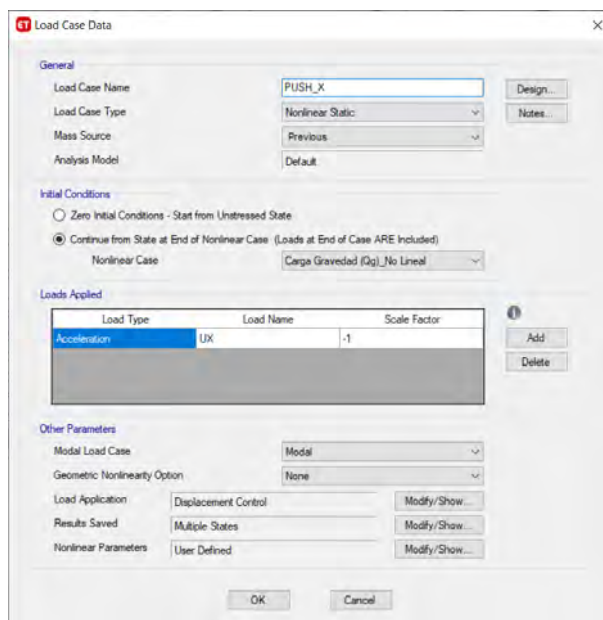 ET Load Case Data
General
Load Case Name PUSH_X Design...
Load Case Type Nonlinear Static Notes...
Mass Source Previous
Analysis Model Default
Initial Conditions
Zero Initial Conditions - Start from Unstressed State
Continue from State at End of Nonlinear Case (Loads at End of Case ARE Included)
Nonlinear Case Carga Gravedad (Qg)_No Lineal
Loads Applied
Load Type Load Name Scale Factor
Acceleration UX -1 Add
Delete
Other Parameters
Modal Load Case Modal
Geometric Nonlinearity Option None
Load Application Displacement Control Modify/Show...
Results Saved Multiple States Modify/Show...
Nonlinear Parameters User Defined Modify/Show...
OK Cancel